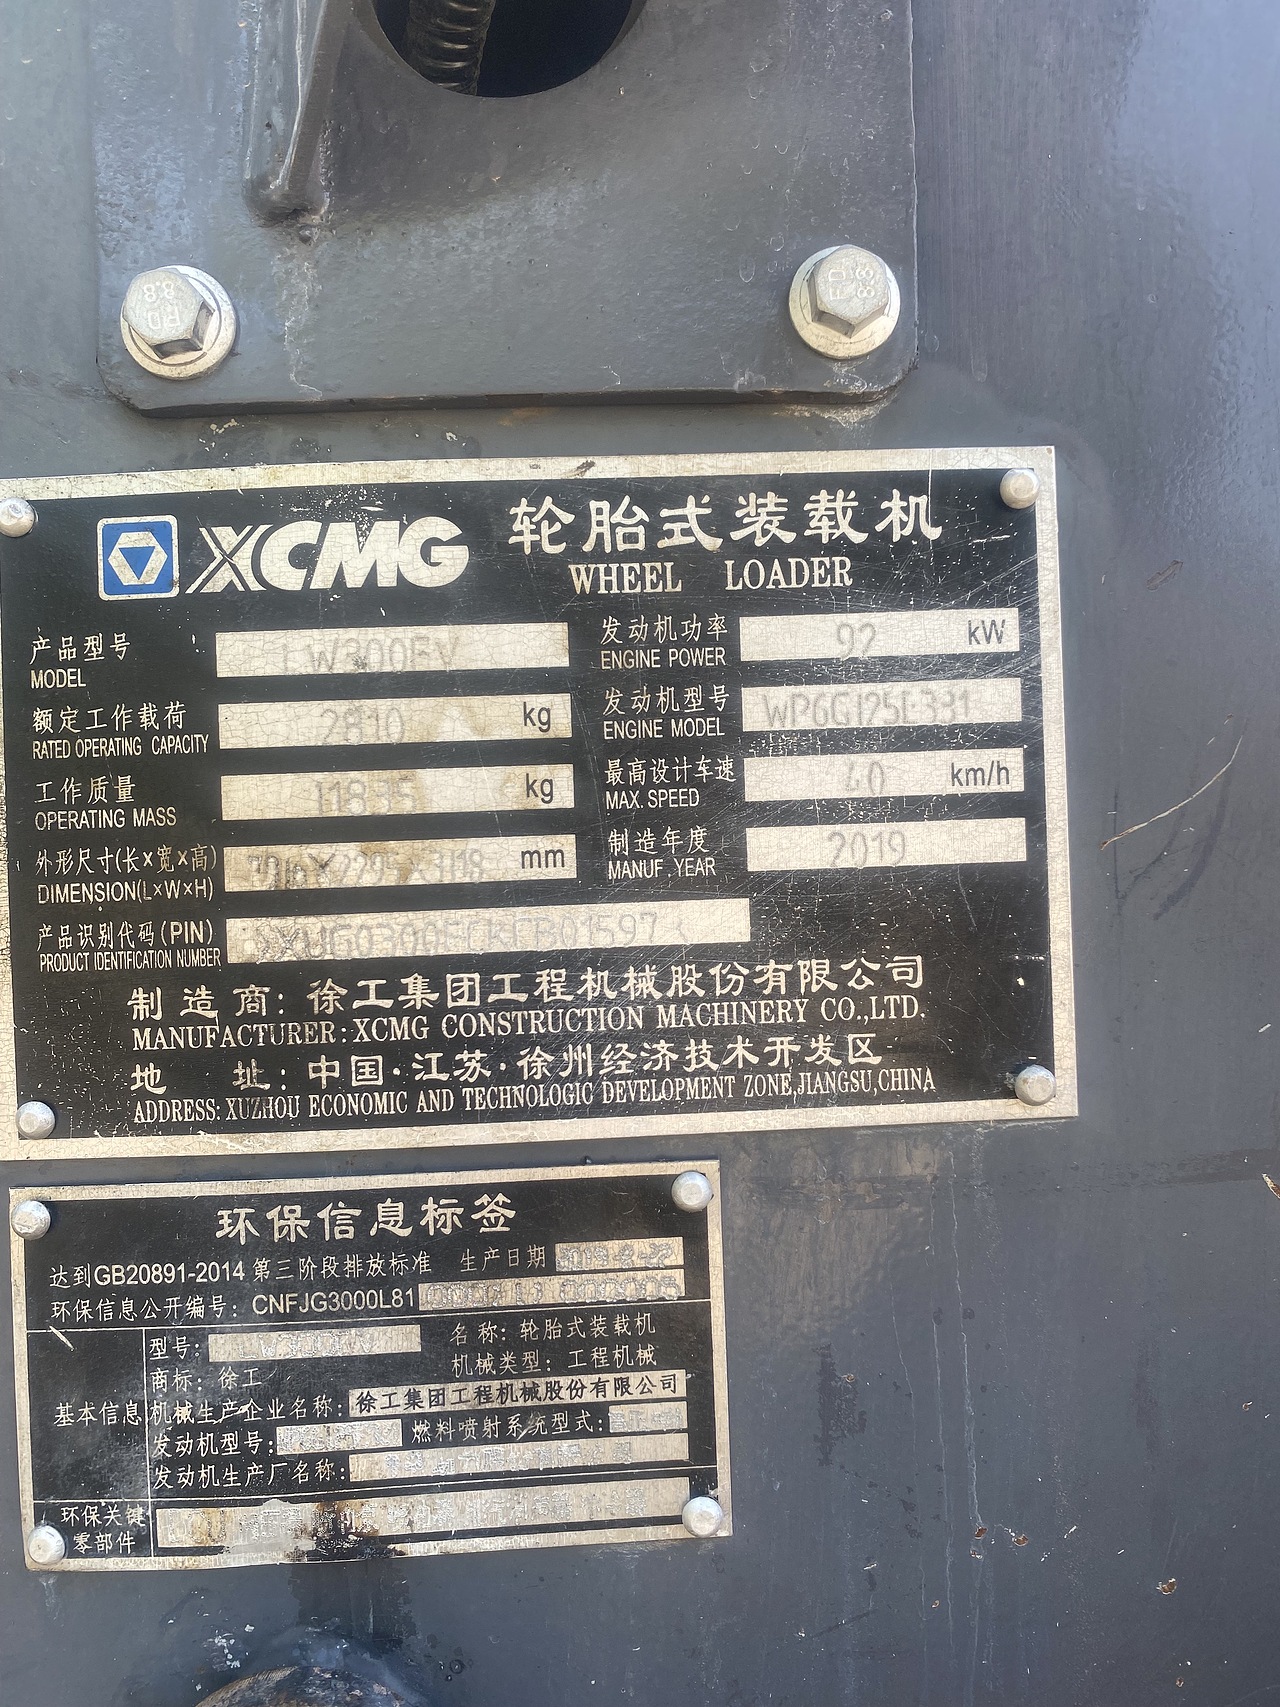 XCMG 轮胎式装载机
WHEEL LOADER
产品型号 LW300FV 发动机功率 92 kW
MODEL ENGINE POWER
额定工作载荷 2810 kg 发动机型号
RATED OPERATING CAPACITY ENGINE MODEL
工作质量 11835 kg 最高设计车速 40 km/h
OPERATING MASS MAX. SPEED
外形尺寸(长×宽×高) mm 制造年度 2019
DIMENSION(L×W×H) MANUF.YEAR
产品识别代码(PIN)
PRODUCT IDENTIFICATION NUMBER
制造商: 徐工集团工程机械股份有限公司
MANUFACTURER: XCMG CONSTRUCTION MACHINERY CO.,LTD.
地址: 中国·江苏·徐州经济技术开发区
ADDRESS: XUZHOU ECONOMIC AND TECHNOLOGIC DEVELOPMENT ZONE,JIANGSU,CHINA
环保信息标签
达到GB20891-2014 第三阶段排放标准 生产日期
环保信息公开编号: CNFJG3000L81
型号: 名称: 轮胎式装载机
商标: 徐工 机械类型: 工程机械
基本信息 机械生产企业名称: 徐工集团工程机械股份有限公司
发动机型号: 燃料喷射系统型式:
发动机生产厂名称:
环保关键
零部件